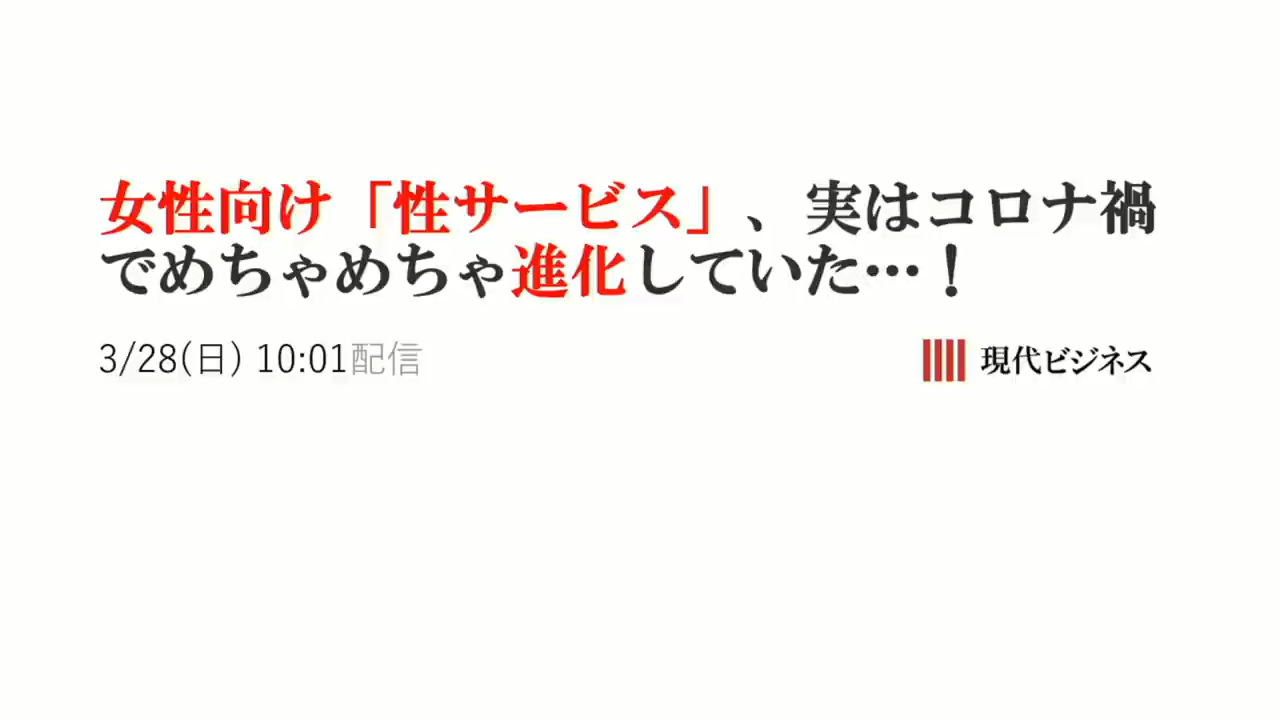 女性向け「性サービス」、実はコロナ禍
でめちゃめちゃ進化していた…！
3/28(日) 10:01配信
現代ビジネス